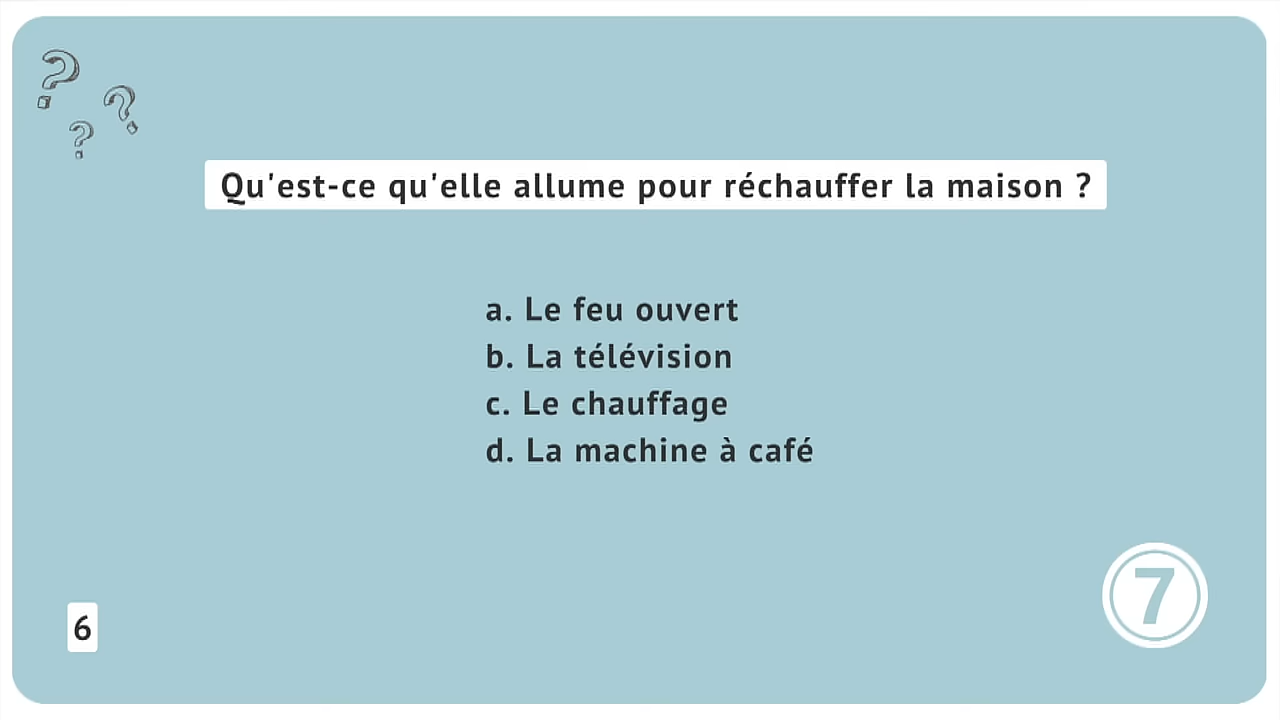 Qu'est-ce qu'elle allume pour réchauffer la maison ?
a. Le feu ouvert
b. La télévision
c. Le chauffage
d. La machine à café
6
7